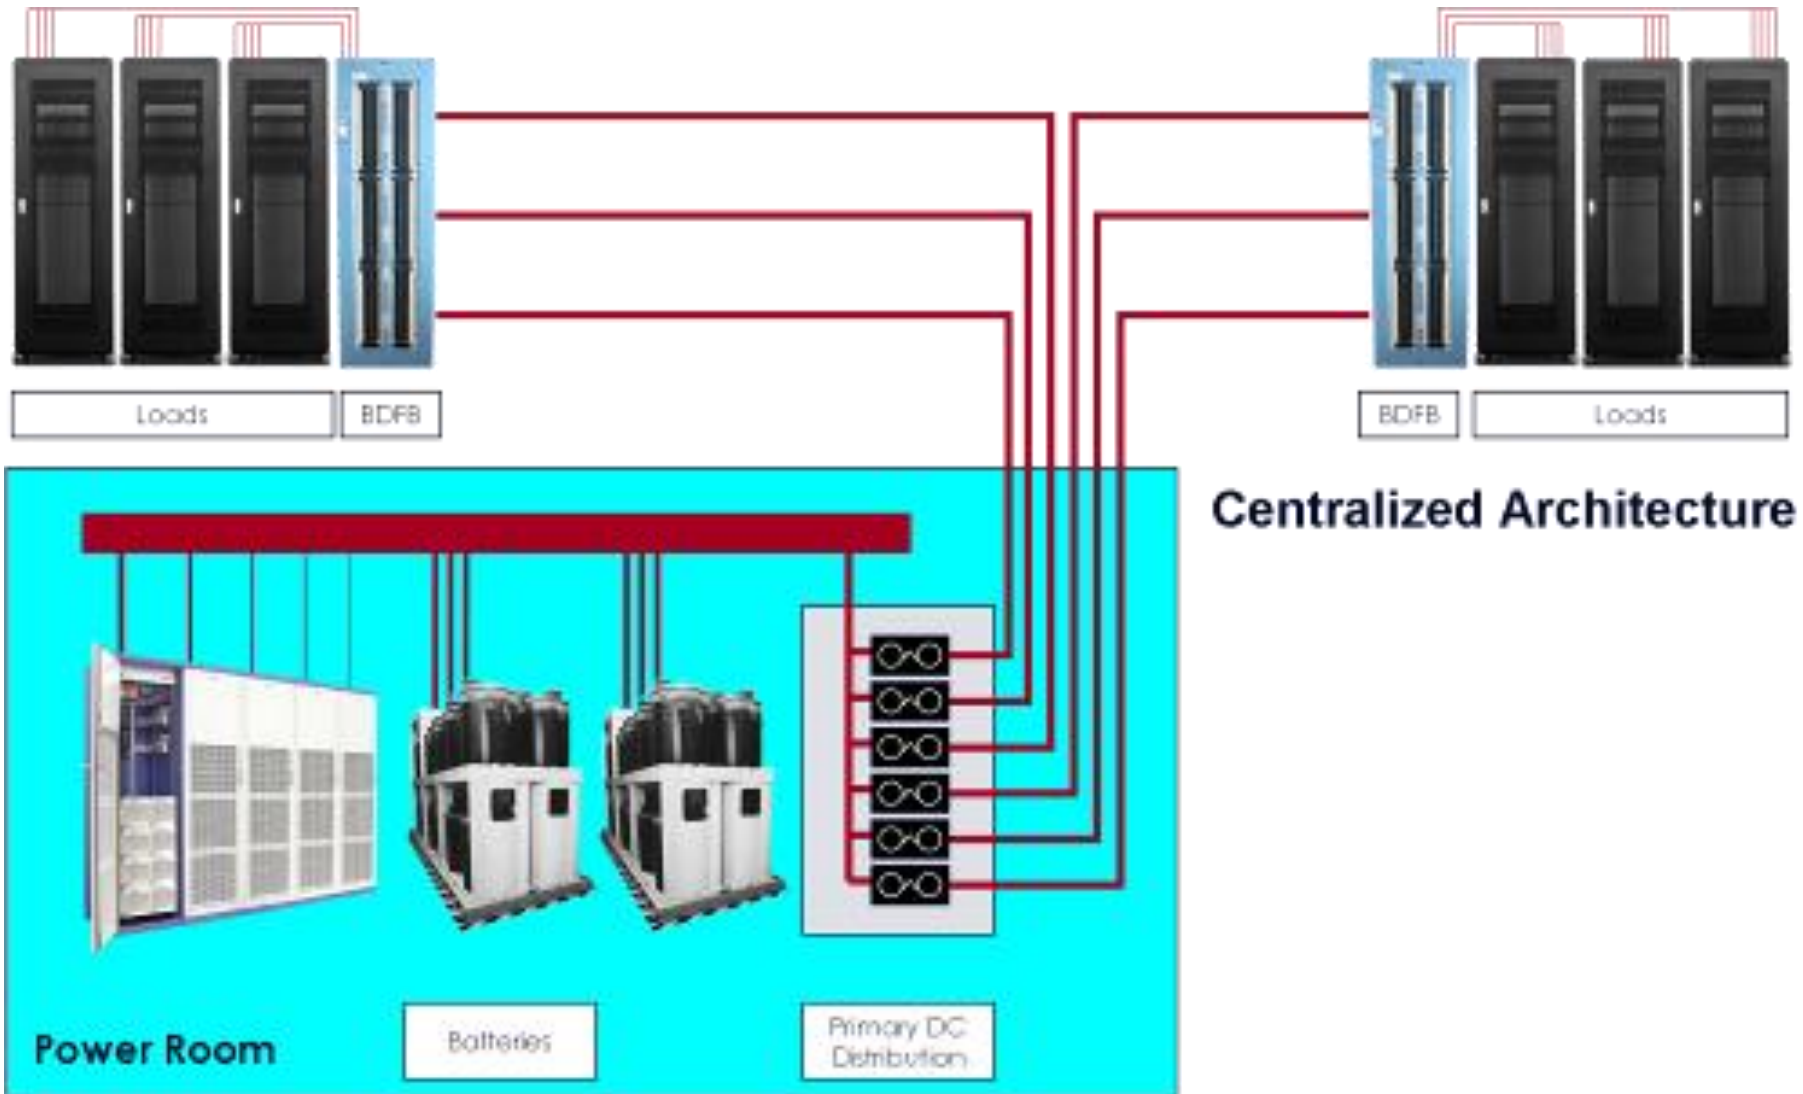 Loads
BDFB
BDFB
Loads
Centralized Architecture
Power Room
Batteries
Primary DC
Distribution